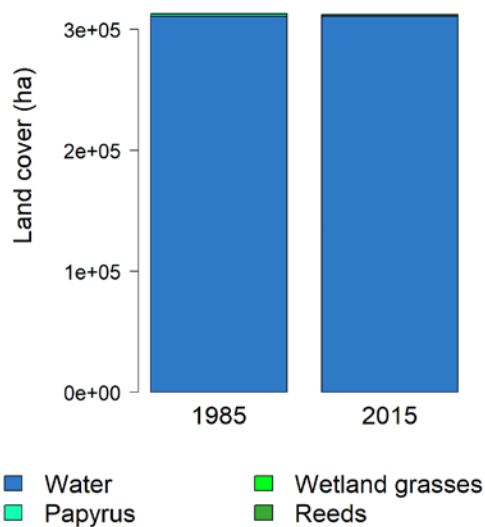 Land cover (ha)
3e+05
2e+05
1e+05
0e+00
1985
2015
Water
Wetland grasses
Papyrus
Reeds